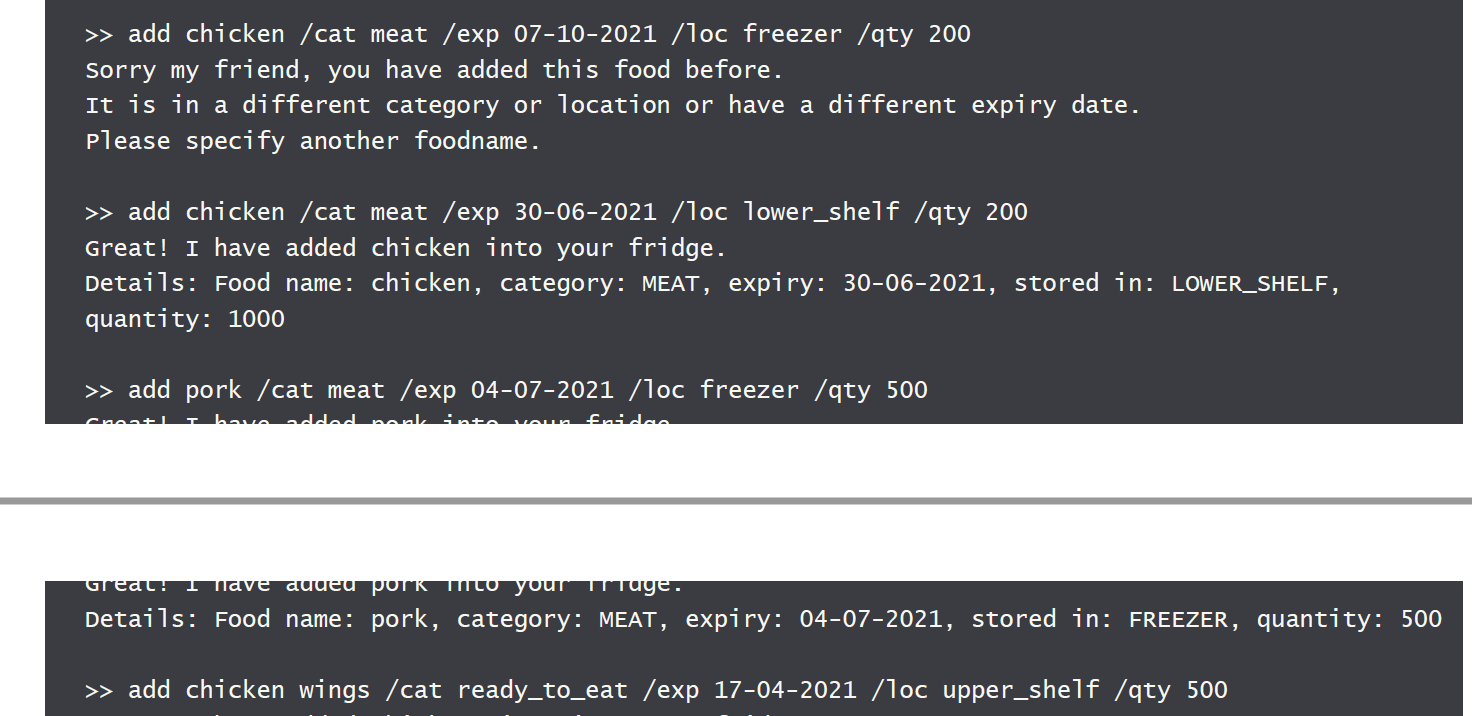 >> add chicken /cat meat /exp 07-10-2021 /loc freezer /qty 200
Sorry my friend, you have added this food before.
It is in a different category or location or have a different expiry date.
Please specify another foodname.
>> add chicken /cat meat /exp 30-06-2021 /loc lower_shelf /qty 200
Great! I have added chicken into your fridge.
Details: Food name: chicken, category: MEAT, expiry: 30-06-2021, stored in: LOWER_SHELF,
quantity: 1000
>> add pork /cat meat /exp 04-07-2021 /loc freezer /qty 500
Great! I have added pork into your fridge.
Great! I have added pork into your fridge.
Details: Food name: pork, category: MEAT, expiry: 04-07-2021, stored in: FREEZER, quantity: 500
>> add chicken wings /cat ready_to_eat /exp 17-04-2021 /loc upper_shelf /qty 500